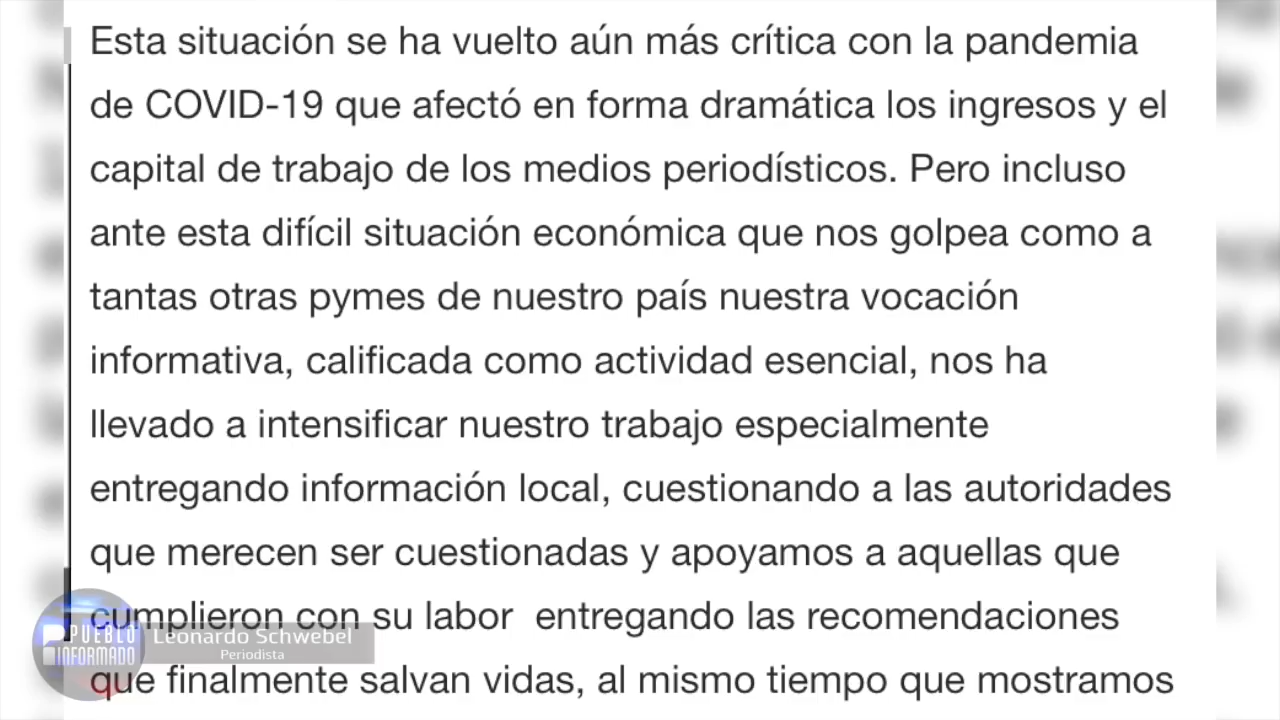 Esta situación se ha vuelto aún más crítica con la pandemia
de COVID-19 que afectó en forma dramática los ingresos y el
capital de trabajo de los medios periodísticos. Pero incluso
ante esta difícil situación económica que nos golpea como a
tantas otras pymes de nuestro país nuestra vocación
informativa, calificada como actividad esencial, nos ha
llevado a intensificar nuestro trabajo especialmente
entregando información local, cuestionando a las autoridades
que merecen ser cuestionadas y apoyamos a aquellas que
cumplieron con su labor  entregando las recomendaciones
que finalmente salvan vidas, al mismo tiempo que mostramos
PUEBLO
INFORMADO
Leonardo Schwebel
Periodista